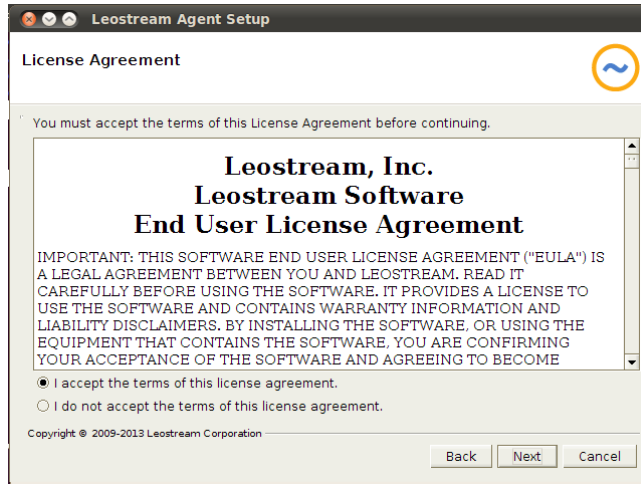 Leostream Agent Setup
License Agreement
You must accept the terms of this License Agreement before continuing.
Leostream, Inc.
Leostream Software
End User License Agreement
IMPORTANT: THIS SOFTWARE END USER LICENSE AGREEMENT ("EULA") IS
A LEGAL AGREEMENT BETWEEN YOU AND LEOSTREAM. READ IT
CAREFULLY BEFORE USING THE SOFTWARE. IT PROVIDES A LICENSE TO
USE THE SOFTWARE AND CONTAINS WARRANTY INFORMATION AND
LIABILITY DISCLAIMERS. BY INSTALLING THE SOFTWARE, OR USING THE
EQUIPMENT THAT CONTAINS THE SOFTWARE, YOU ARE CONFIRMING
YOUR ACCEPTANCE OF THE SOFTWARE AND AGREEING TO BECOME
I accept the terms of this license agreement.
I do not accept the terms of this license agreement.
Copyright © 2009-2013 Leostream Corporation
Back Next Cancel